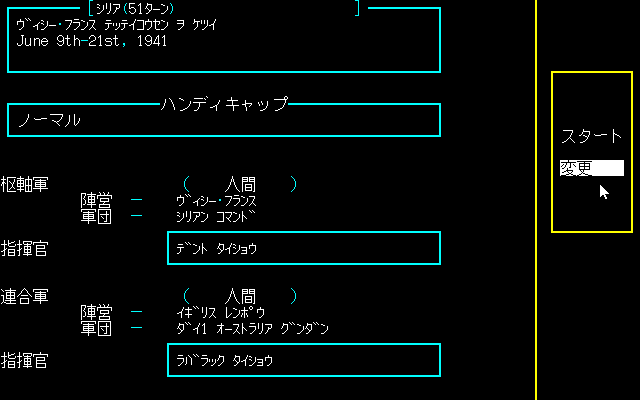 [シリア(51ターン) ]
ヴィシー・フランス テッテイコウセン ヲ ケツイ
June 9th-21st, 1941
ハンディキャップ
ノーマル
スタート
変更
枢軸軍 ( 人間 )
陣営 － ヴィシー・フランス
軍団 － シリアン コマンド
指揮官 デント タイショウ
連合軍 ( 人間 )
陣営 － イギリス レンポウ
軍団 － ダイ1 オーストラリア グンダン
指揮官 ラバラック タイショウ